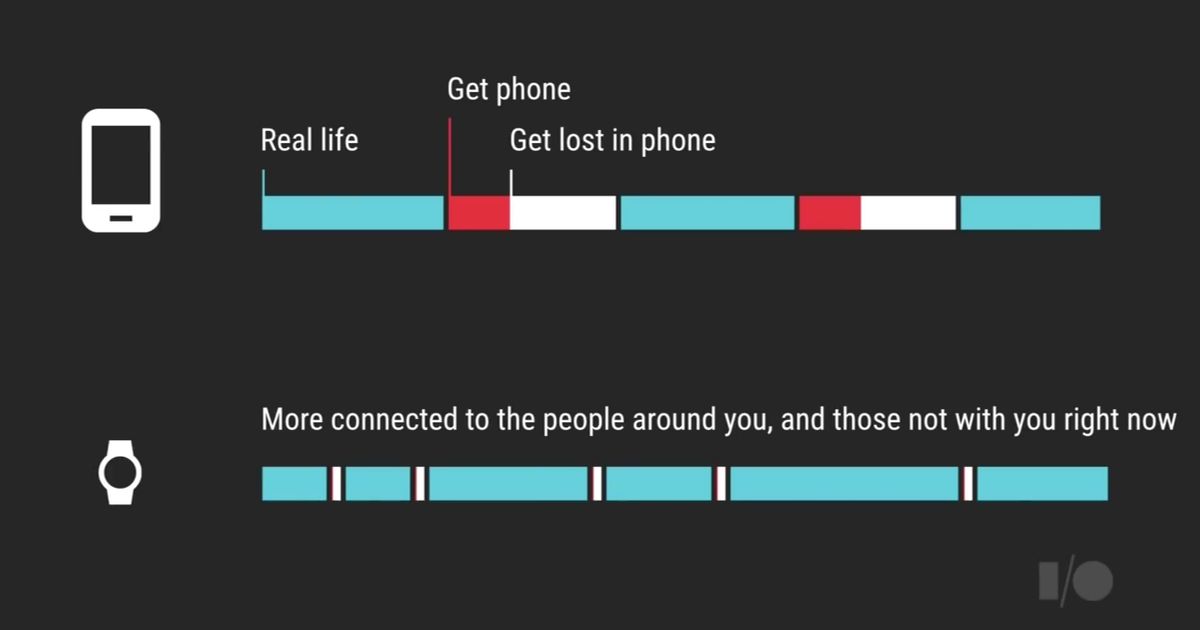 Get phone
Real life
Get lost in phone
More connected to the people around you, and those not with you right now
I/O